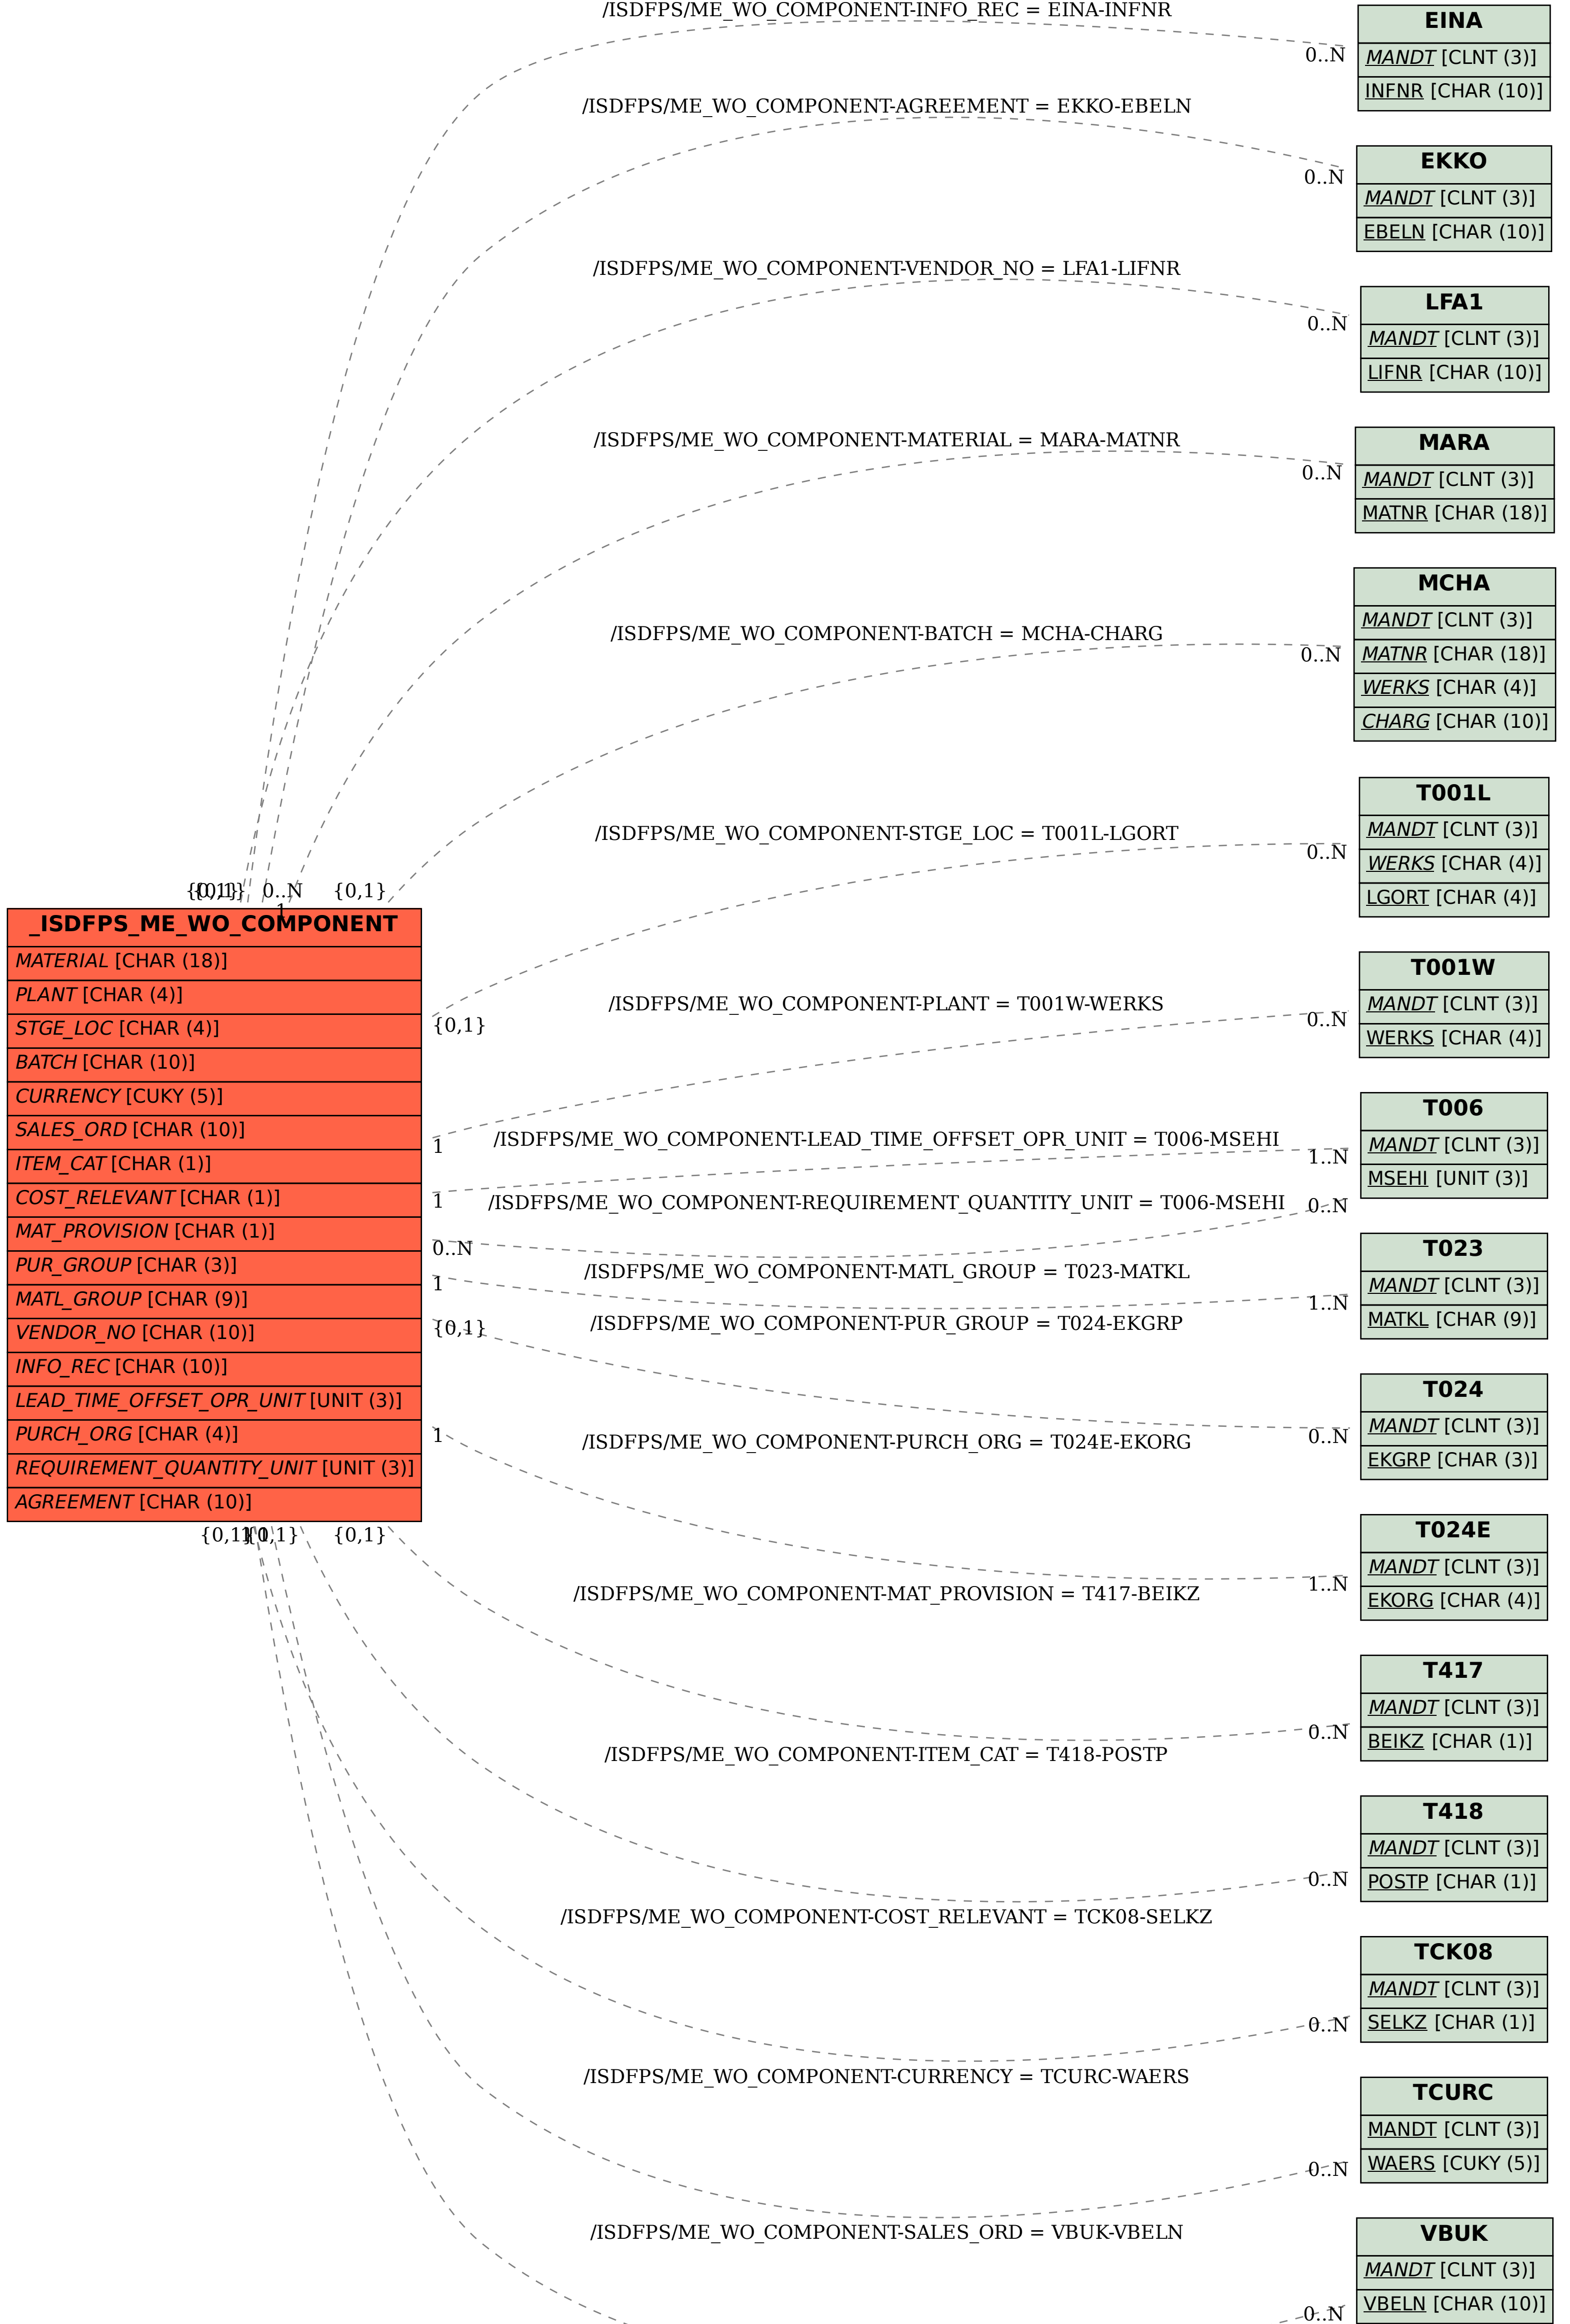 /ISDFPS/ME_WO_COMPONENT-INFO_REC = EINA-INFNR
0..N
EINA
MANDT [CLNT (3)]
INFNR [CHAR (10)]
/ISDFPS/ME_WO_COMPONENT-AGREEMENT = EKKO-EBELN
0..N
EKKO
MANDT [CLNT (3)]
EBELN [CHAR (10)]
/ISDFPS/ME_WO_COMPONENT-VENDOR_NO = LFA1-LIFNR
0..N
LFA1
MANDT [CLNT (3)]
LIFNR [CHAR (10)]
/ISDFPS/ME_WO_COMPONENT-MATERIAL = MARA-MATNR
0..N
MARA
MANDT [CLNT (3)]
MATNR [CHAR (18)]
/ISDFPS/ME_WO_COMPONENT-BATCH = MCHA-CHARG
0..N
MCHA
MANDT [CLNT (3)]
MATNR [CHAR (18)]
WERKS [CHAR (4)]
CHARG [CHAR (10)]
/ISDFPS/ME_WO_COMPONENT-STGE_LOC = T001L-LGORT
0..N
T001L
MANDT [CLNT (3)]
WERKS [CHAR (4)]
LGORT [CHAR (4)]
{0,1}
0..N
{0,1}
1
_ISDFPS_ME_WO_COMPONENT
MATERIAL [CHAR (18)]
PLANT [CHAR (4)]
STGE_LOC [CHAR (4)]
BATCH [CHAR (10)]
CURRENCY [CUKY (5)]
SALES_ORD [CHAR (10)]
ITEM_CAT [CHAR (1)]
COST_RELEVANT [CHAR (1)]
MAT_PROVISION [CHAR (1)]
PUR_GROUP [CHAR (3)]
MATL_GROUP [CHAR (9)]
VENDOR_NO [CHAR (10)]
INFO_REC [CHAR (10)]
LEAD_TIME_OFFSET_OPR_UNIT [UNIT (3)]
PURCH_ORG [CHAR (4)]
REQUIREMENT_QUANTITY_UNIT [UNIT (3)]
AGREEMENT [CHAR (10)]
{0,1}
/ISDFPS/ME_WO_COMPONENT-PLANT = T001W-WERKS
0..N
T001W
MANDT [CLNT (3)]
WERKS [CHAR (4)]
1
/ISDFPS/ME_WO_COMPONENT-LEAD_TIME_OFFSET_OPR_UNIT = T006-MSEHI
1..N
1
/ISDFPS/ME_WO_COMPONENT-REQUIREMENT_QUANTITY_UNIT = T006-MSEHI
0..N
T006
MANDT [CLNT (3)]
MSEHI [UNIT (3)]
0..N
/ISDFPS/ME_WO_COMPONENT-MATL_GROUP = T023-MATKL
1
1..N
T023
MANDT [CLNT (3)]
MATKL [CHAR (9)]
{0,1}
/ISDFPS/ME_WO_COMPONENT-PUR_GROUP = T024-EKGRP
0..N
T024
MANDT [CLNT (3)]
EKGRP [CHAR (3)]
1
/ISDFPS/ME_WO_COMPONENT-PURCH_ORG = T024E-EKORG
1..N
T024E
MANDT [CLNT (3)]
EKORG [CHAR (4)]
{0,1}
{0,1}
{0,1}
/ISDFPS/ME_WO_COMPONENT-MAT_PROVISION = T417-BEIKZ
0..N
T417
MANDT [CLNT (3)]
BEIKZ [CHAR (1)]
/ISDFPS/ME_WO_COMPONENT-ITEM_CAT = T418-POSTP
0..N
T418
MANDT [CLNT (3)]
POSTP [CHAR (1)]
/ISDFPS/ME_WO_COMPONENT-COST_RELEVANT = TCK08-SELKZ
0..N
TCK08
MANDT [CLNT (3)]
SELKZ [CHAR (1)]
/ISDFPS/ME_WO_COMPONENT-CURRENCY = TCURC-WAERS
0..N
TCURC
MANDT [CLNT (3)]
WAERS [CUKY (5)]
/ISDFPS/ME_WO_COMPONENT-SALES_ORD = VBUK-VBELN
0..N
VBUK
MANDT [CLNT (3)]
VBELN [CHAR (10)]